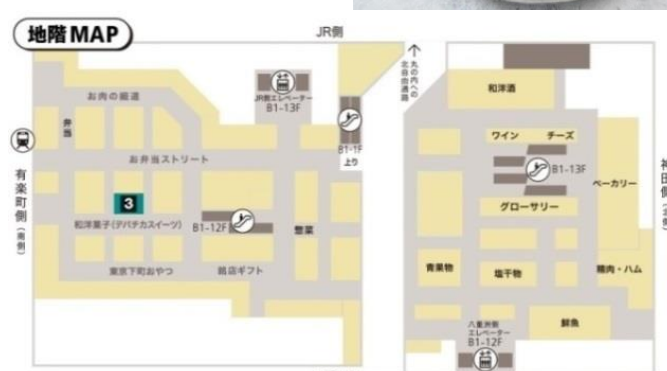 地階MAP
JR側
お肉の細道
JR側エレベーター
B1-13F
↑丸の内への
北自由通路
和洋酒
弁当
B1-1F
上り
ワイン チーズ
お弁当ストリート
B1-13F
ベーカリー
有楽町側(南側)
神田側(北側)
3
グローサリー
和洋菓子(デパチカスイーツ)
B1-12F
惣菜
東京下町おやつ
銘店ギフト
青果物
塩干物
精肉・ハム
八重洲側
エレベーター
B1-12F
鮮魚